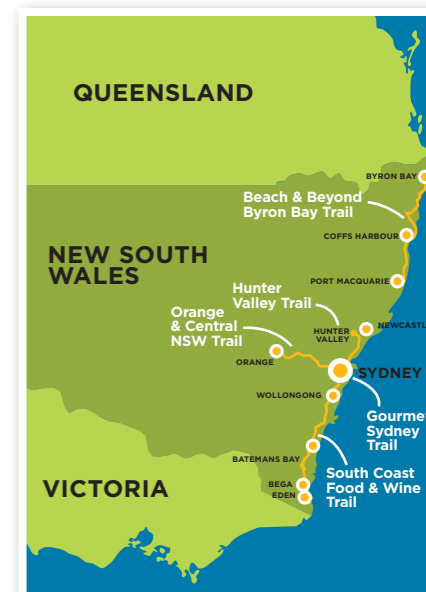 QUEENSLAND
BYRON BAY
Beach & Beyond
Byron Bay Trail
COFFS HARBOUR
NEW SOUTH
WALES
PORT MACQUARIE
Hunter
Valley Trail
Orange
& Central
NSW Trail
NEWCASTL
HUNTER
VALLEY
ORANGE
SYDNEY
WOLLONGONG
Gourmet
Sydney
Trail
BATEMANS BAY
South Coast
Food & Wine
Trail
VICTORIA
BEGA
EDEN